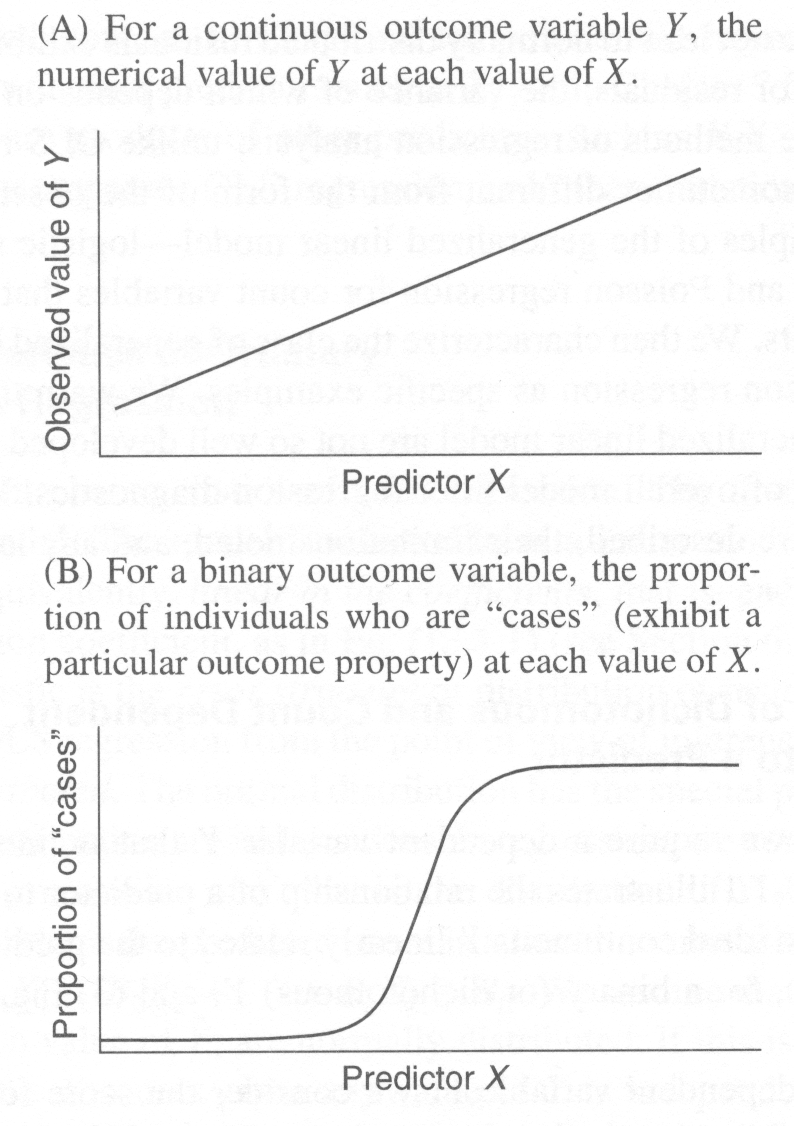 (A) For a continuous outcome variable Y, the
numerical value of Y at each value of X.
Observed value of Y
Predictor X
(B) For a binary outcome variable, the propor-
tion of individuals who are “cases” (exhibit a
particular outcome property) at each value of X.
Proportion of “cases”
Predictor X